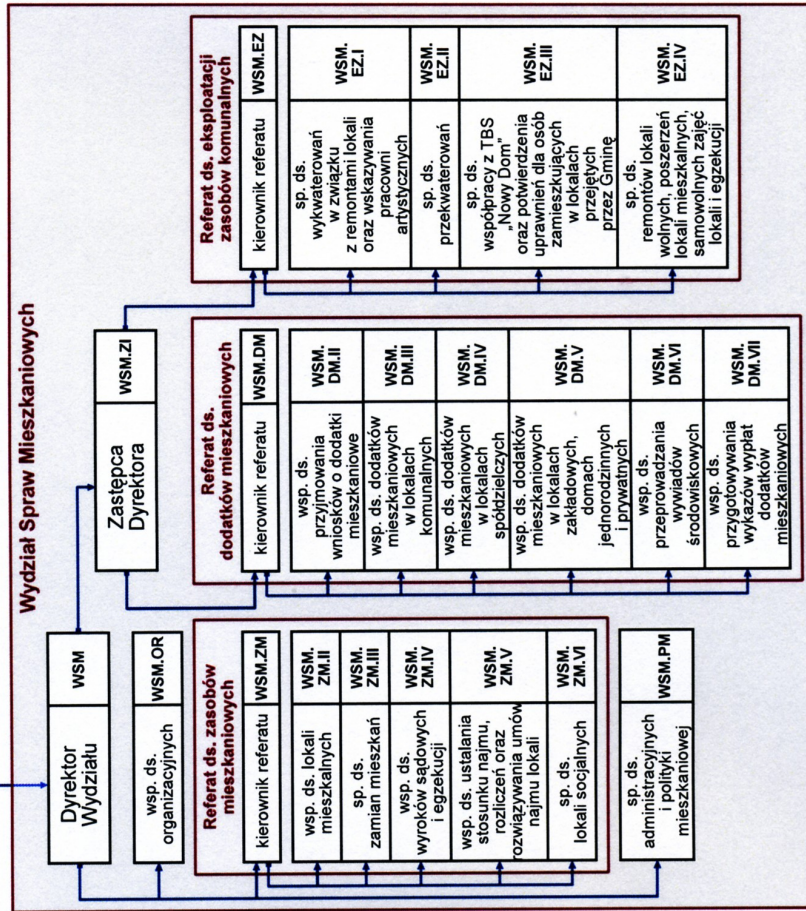 Wydział Spraw Mieszkaniowych
Dyrektor
Wydziału
WSM
Zastępca
Dyrektora
WSM.ZI
wsp. ds.
organizacyjnych
WSM.OR
Referat ds. zasobów
mieszkaniowych
kierownik referatu
WSM.ZM
wsp. ds. lokali
mieszkalnych
WSM.
ZM.II
sp. ds.
zamian mieszkań
WSM.
ZM.III
wsp. ds.
wyroków sądowych
i egzekucji
WSM.
ZM.IV
wsp. ds. ustalania
stosunku najmu,
rozliczeń oraz
rozwiązywania umów
najmu lokali
WSM.
ZM.V
sp. ds.
lokali socjalnych
WSM.
ZM.VI
sp. ds.
administracyjnych
i polityki
mieszkaniowej
WSM.PM
Referat ds.
dodatków mieszkaniowych
kierownik referatu
WSM.DM
wsp. ds.
przyjmowania
wniosków o dodatki
mieszkaniowe
WSM.
DM.II
wsp. ds. dodatków
mieszkaniowych
w lokalach
komunalnych
WSM.
DM.III
wsp. ds. dodatków
mieszkaniowych
w lokalach
spółdzielczych
WSM.
DM.IV
wsp. ds. dodatków
mieszkaniowych
w lokalach
zakładowych,
domach
jednorodzinnych
i prywatnych
WSM.
DM.V
wsp. ds.
przeprowadzania
wywiadów
środowiskowych
WSM.
DM.VI
wsp. ds.
przygotowywania
wykazów wypłat
dodatków
mieszkaniowych
WSM.
DM.VII
Referat ds. eksploatacji
zasobów komunalnych
kierownik referatu
WSM.EZ
sp. ds.
wykwaterowań
w związku
z remontami lokali
oraz wskazywania
pracowni
artystycznych
WSM.
EZ.I
sp. ds.
przekwaterowań
WSM.
EZ.II
sp. ds.
współpracy z TBS
„Nowy Dom”
oraz potwierdzenia
uprawnień dla osób
zamieszkujących
w lokalach
przejętych
przez Gminę
WSM.
EZ.III
sp. ds.
remontów lokali
wolnych, poszerzeń
lokali mieszkalnych,
samowolnych zajęć
lokali i egzekucji
WSM.
EZ.IV